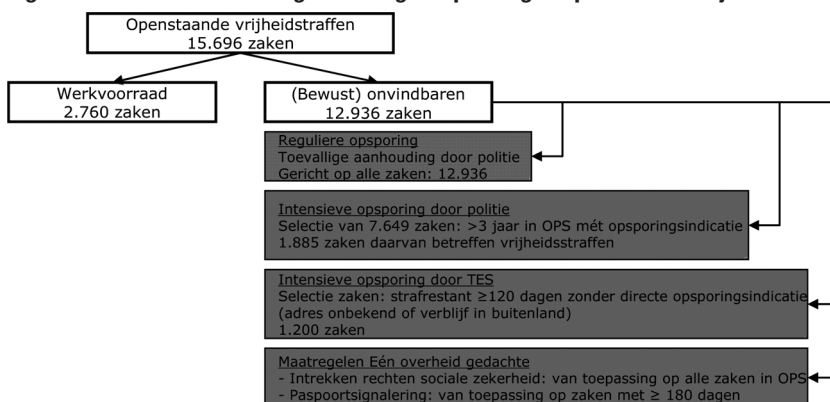 Openstaande vrijheidstraffen
15.696 zaken
Werkvoorraad
2.760 zaken
(Bewust) onvindbaren
12.936 zaken
Reguliere opsporing
Toevallige aanhouding door politie
Gericht op alle zaken: 12.936
Intensieve opsporing door politie
Selectie van 7.649 zaken: >3 jaar in OPS mét opsporingsindicatie
1.885 zaken daarvan betreffen vrijheidsstraffen
Intensieve opsporing door TES
Selectie zaken: strafrestant ≥120 dagen zonder directe opsporingsindicatie
(adres onbekend of verblijf in buitenland)
1.200 zaken
Maatregelen Eén overheid gedachte
- Intrekken rechten sociale zekerheid: van toepassing op alle zaken in OPS
- Paspoortsignalering: van toepassing op zaken met ≥ 180 dagen